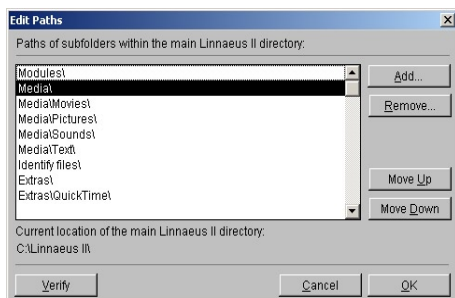 Edit Paths
Paths of subfolders within the main Linnaeus II directory:
Modules\
Media\
Media\Movies\
Media\Pictures\
Media\Sounds\
Media\Text\
Identify files\
Extras\
Extras\QuickTime\
Add...
Remove...
Move Up
Move Down
Current location of the main Linnaeus II directory:
C:\Linnaeus II\
Verify
Cancel
OK